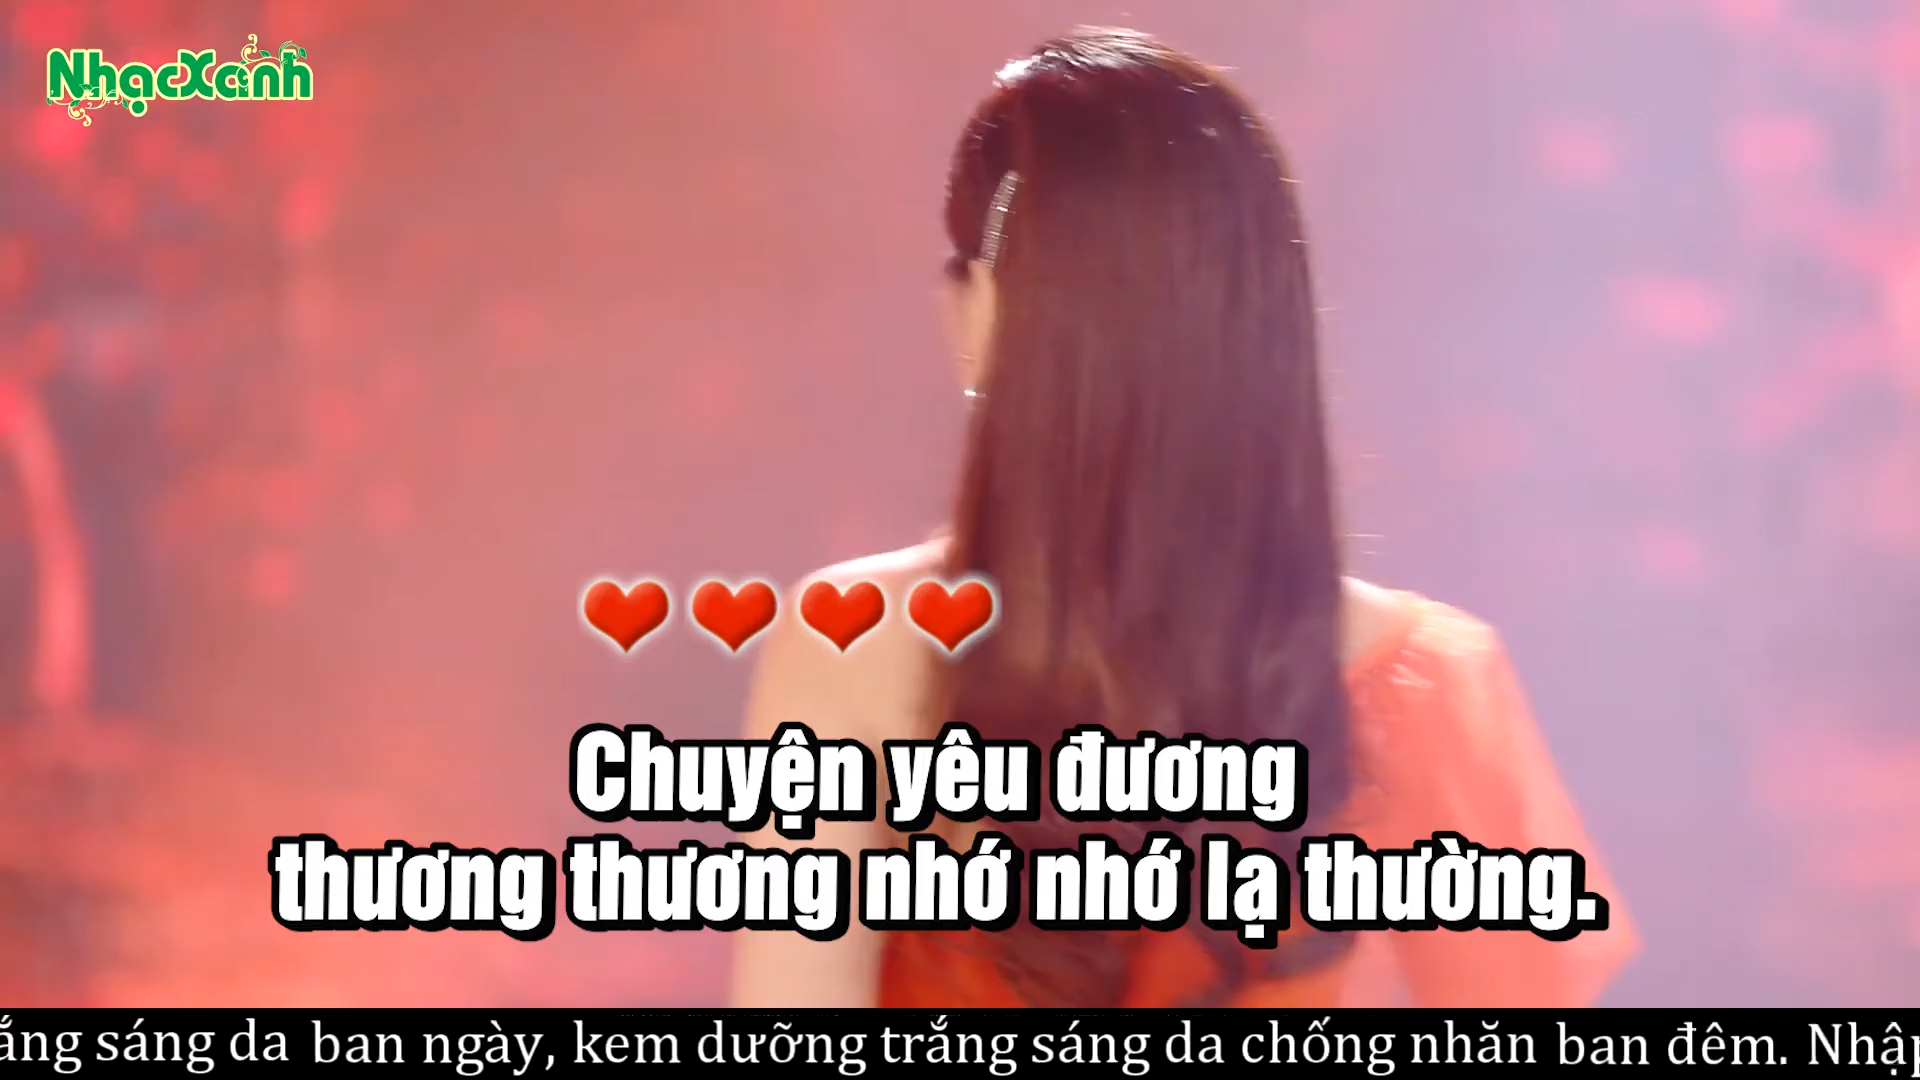 NhạcXanh
Chuyện yêu đương
thương thương nhớ nhớ lạ thường.
sáng da ban ngày, kem dưỡng trắng sáng da chống nhăn ban đêm.